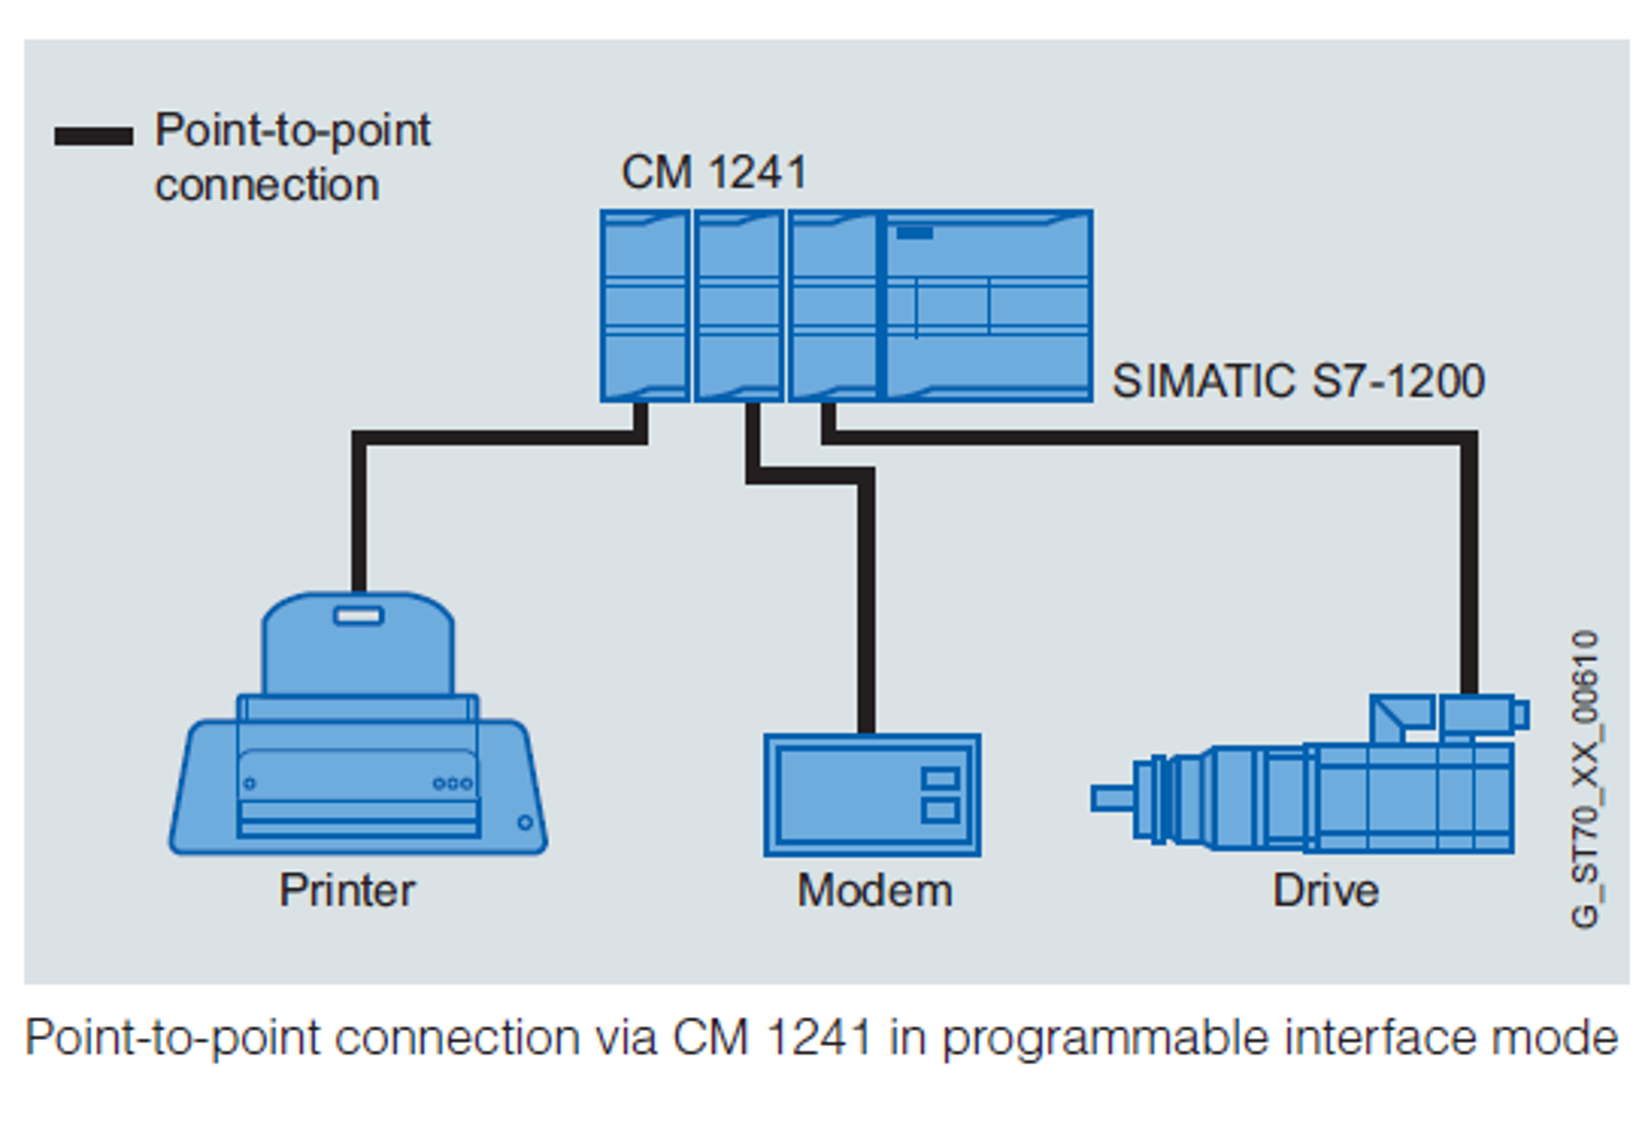 Point-to-point
connection
CM 1241
SIMATIC S7-1200
Printer
Modem
Drive
G_ST70_XX_00610
Point-to-point connection via CM 1241 in programmable interface mode